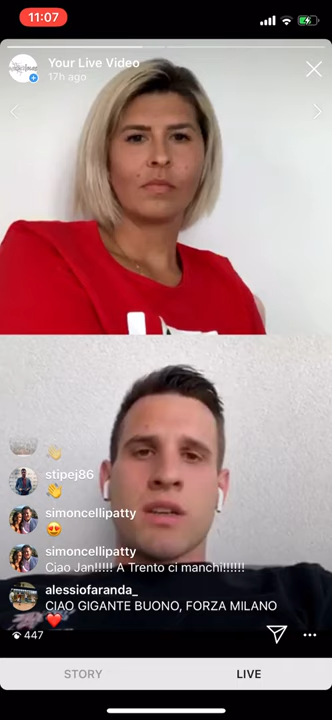 11:07
Your Live Video
17h ago
stipej86
simoncellipatty
simoncellipatty
Ciao Jan!!!!! A Trento ci manchi!!!!!!
alessiofaranda_
CIAO GIGANTE BUONO, FORZA MILANO
447
STORY
LIVE